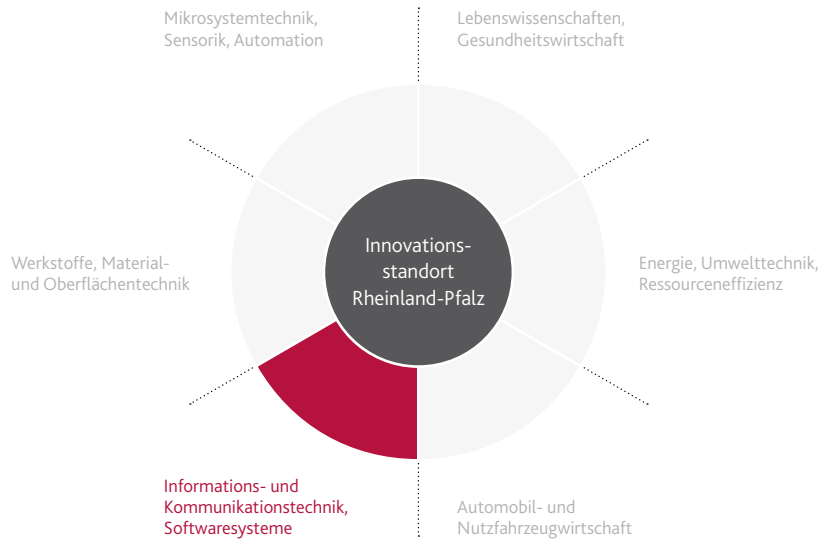 Mikrosystemtechnik,
Sensorik, Automation
Lebenswissenschaften,
Gesundheitswirtschaft
Werkstoffe, Material-
und Oberflächentechnik
Innovations-
standort
Rheinland-Pfalz
Energie, Umwelttechnik,
Ressourceneffizienz
Informations- und
Kommunikationstechnik,
Softwaresysteme
Automobil- und
Nutzfahrzeugwirtschaft